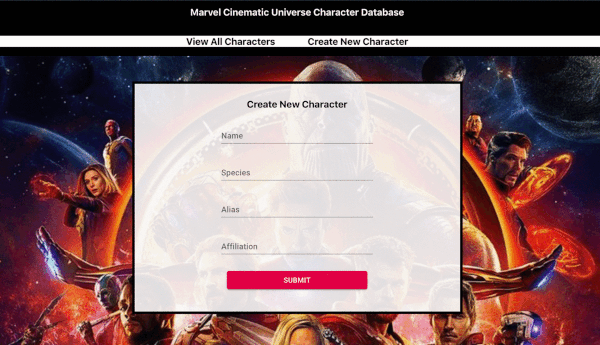 Marvel Cinematic Universe Character Database
View All Characters Create New Character
Create New Character
Name
Species
Alias
Affiliation
SUBMIT